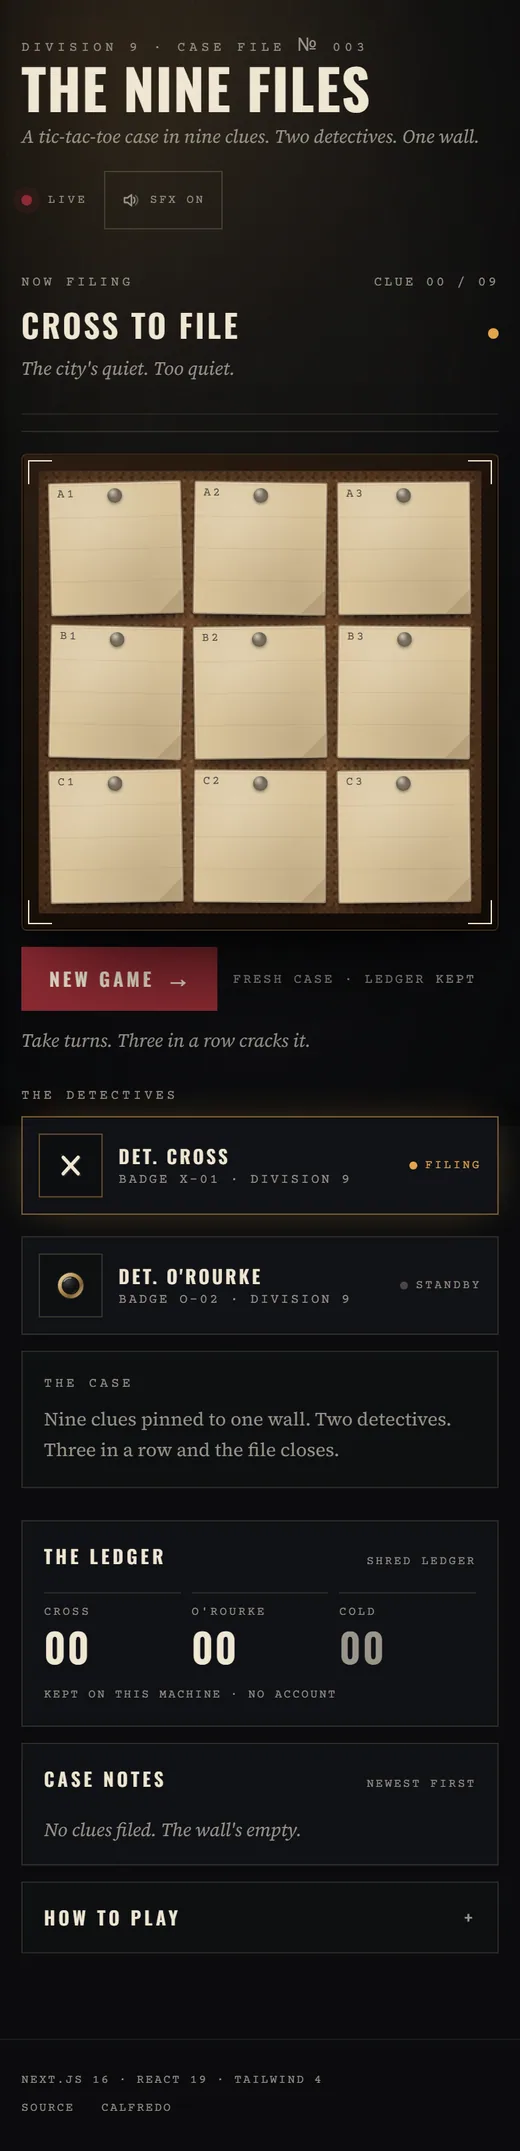 DIVISION 9 · CASE FILE № 003
THE NINE FILES
A tic-tac-toe case in nine clues. Two detectives. One wall.
LIVE
SFX ON
NOW FILING
CLUE 00 / 09
CROSS TO FILE
The city's quiet. Too quiet.
A1
A2
A3
B1
B2
B3
C1
C2
C3
NEW GAME →
FRESH CASE · LEDGER KEPT
Take turns. Three in a row cracks it.
THE DETECTIVES
DET. CROSS
BADGE X-01 · DIVISION 9
FILING
DET. O'ROURKE
BADGE O-02 · DIVISION 9
STANDBY
THE CASE
Nine clues pinned to one wall. Two detectives.
Three in a row and the file closes.
THE LEDGER
SHRED LEDGER
CROSS
O'ROURKE
COLD
00
00
00
KEPT ON THIS MACHINE · NO ACCOUNT
CASE NOTES
NEWEST FIRST
No clues filed. The wall's empty.
HOW TO PLAY
+
NEXT.JS 16 · REACT 19 · TAILWIND 4
SOURCE CALFREDO